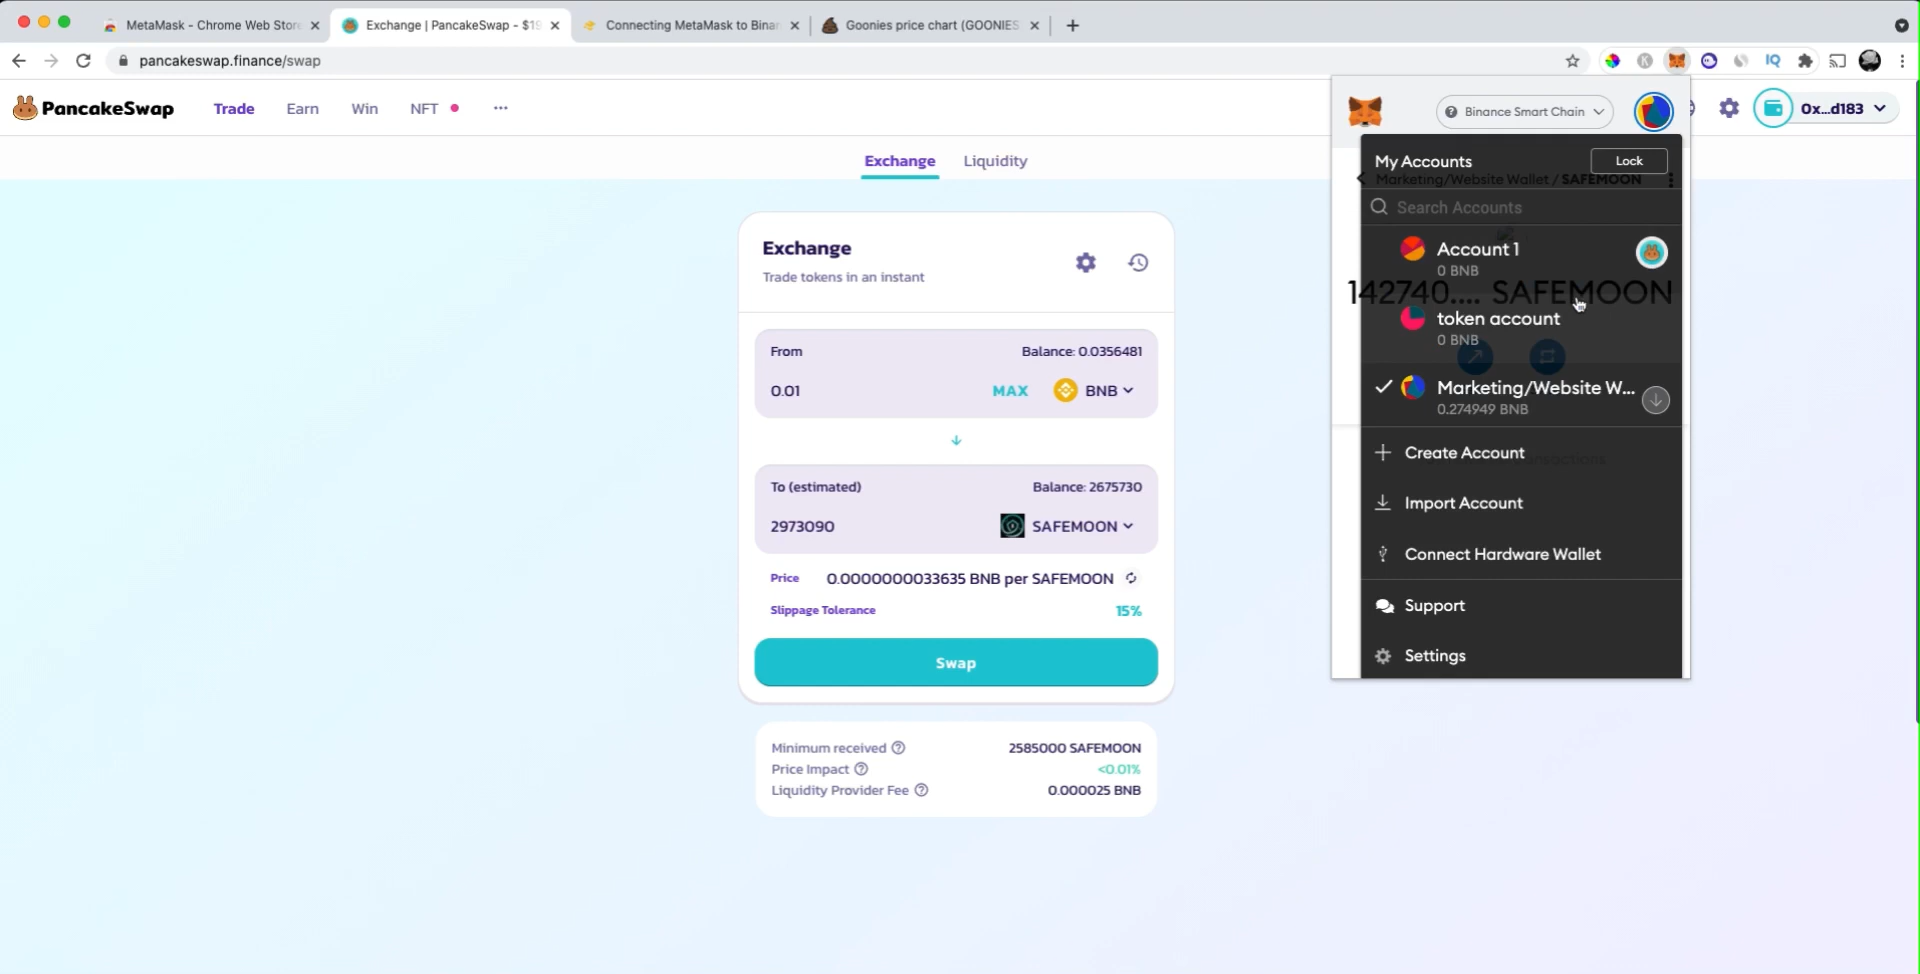 MetaMask - Chrome Web Store
Exchange | PancakeSwap - $19
Connecting MetaMask to Binan
Goonies price chart (GOONIES
pancakeswap.finance/swap
K
IQ
PancakeSwap
Trade
Earn
Win
NFT
Binance Smart Chain
0x...d183
Exchange
Liquidity
My Accounts
Lock
Marketing/Website Wallet / SAFEMOON
Search Accounts
Account 1
0 BNB
142740.... SAFEMOON
token account
0 BNB
Marketing/Website W...
0.274949 BNB
Create Account
Import Account
Connect Hardware Wallet
Support
Settings
Exchange
Trade tokens in an instant
From
Balance: 0.0356481
0.01
MAX
BNB
To (estimated)
Balance: 2675730
2973090
SAFEMOON
Price
0.0000000033635 BNB per SAFEMOON
Slippage Tolerance
15%
Swap
Minimum received
2585000 SAFEMOON
Price Impact
<0.01%
Liquidity Provider Fee
0.000025 BNB